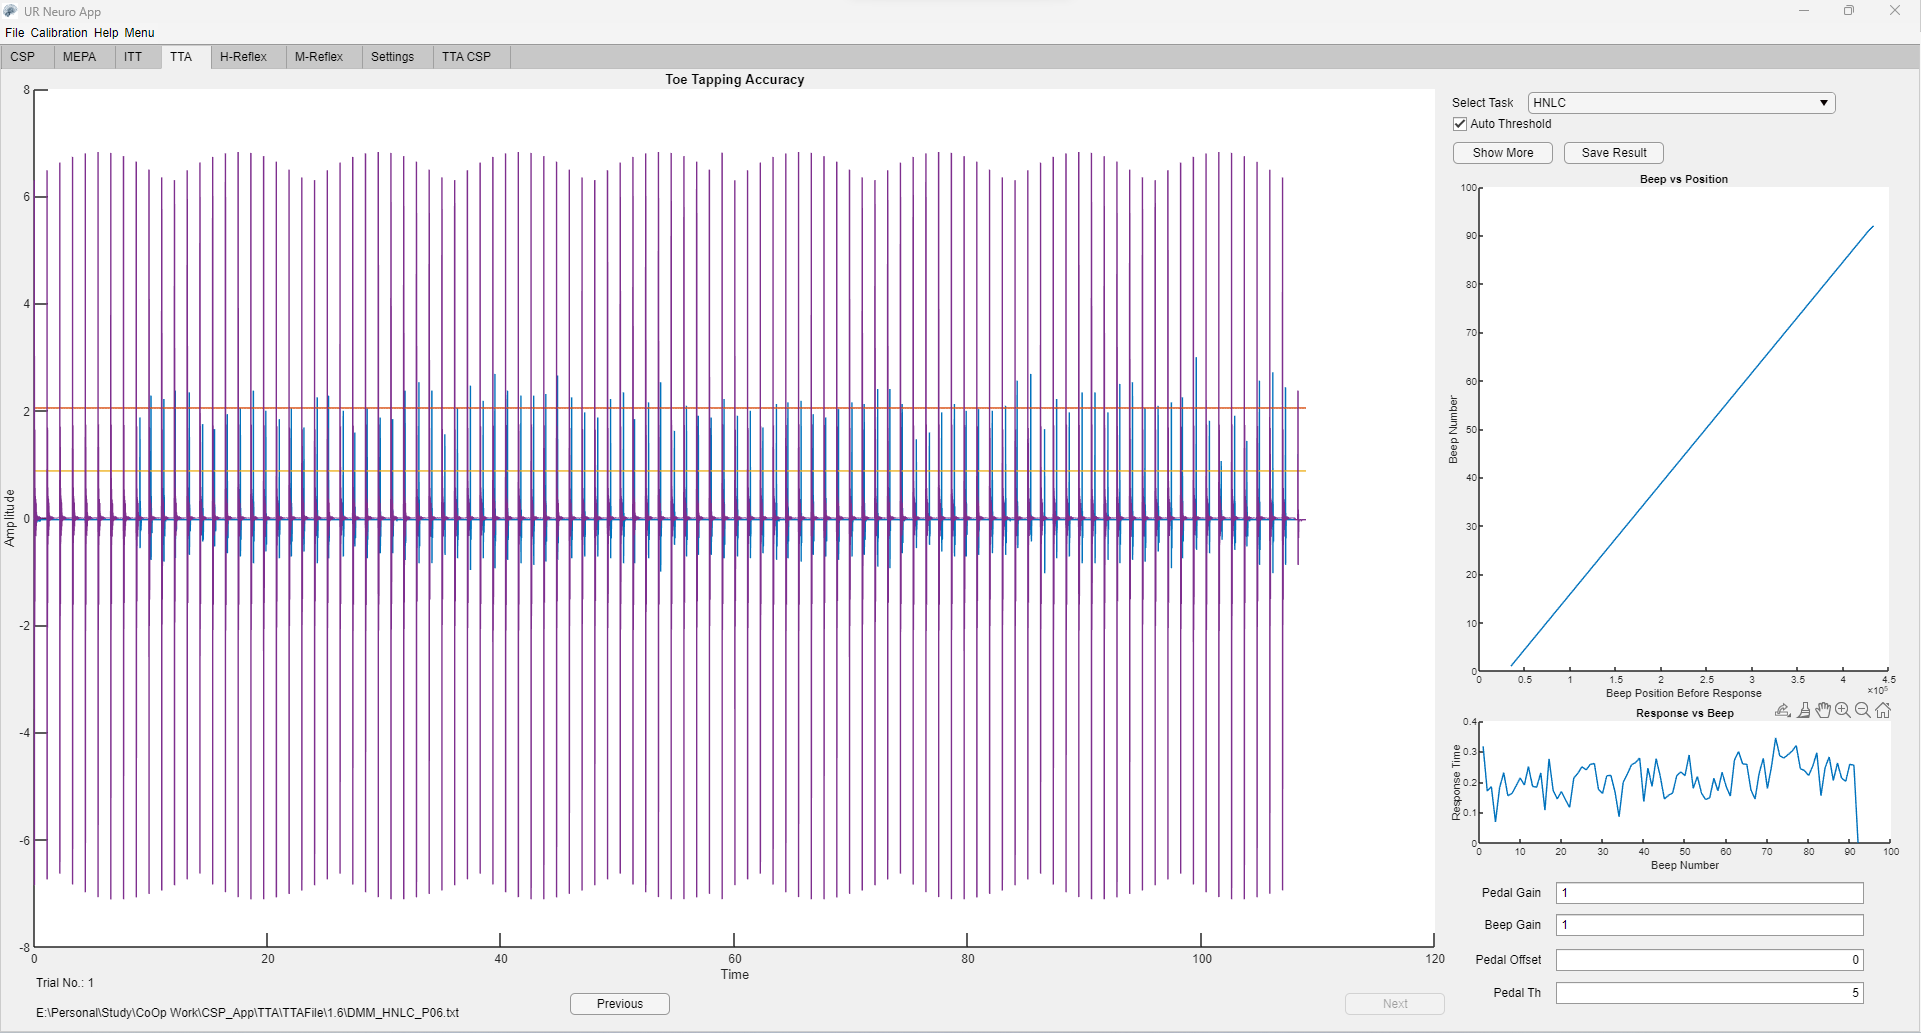 UR Neuro App
File Calibration Help Menu
CSP MEPA ITT TTA H-Reflex M-Reflex Settings TTA CSP
Toe Tapping Accuracy
8
6
4
2
0
-2
-4
-6
-8
Amplitude
0 20 40 60 80 100 120
Time
Trial No.: 1
E:\Personal\Study\CoOp Work\CSP_App\TTA\TTAFile\1.6\DMM_HNLC_P06.txt
Previous
Next
Select Task HNLC
Auto Threshold
Show More Save Result
Beep vs Position
100
90
80
70
60
50
40
30
20
10
0
Beep Number
0 0.5 1 1.5 2 2.5 3 3.5 4 4.5
×10⁵
Beep Position Before Response
Response vs Beep
0.4
0.3
0.2
0.1
0
Response Time
0 10 20 30 40 50 60 70 80 90 100
Beep Number
Pedal Gain 1
Beep Gain 1
Pedal Offset 0
Pedal Th 5